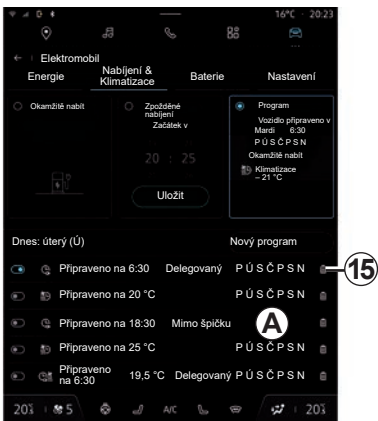 16°C - 20:23
← Elektromobil
Energie
Nabíjení &
Klimatizace
Baterie
Nastavení
Okamžitě nabít
Zpožděné
nabíjení
Začátek v
20 : 25
Uložit
Program
Vozidlo připraveno v
Mardi 6:30
P Ú S Č P S N
Okamžitě nabít
Klimatizace
– 21 °C
Dnes: úterý (Ú)
Nový program
Připraveno na 6:30 Delegovaný P Ú S Č P S N
15
Připraveno na 20 °C P Ú S Č P S N
Připraveno na 18:30 Mimo špičku
A
Připraveno na 25 °C P Ú S Č P S N
Připraveno
na 6:30 19,5 °C Delegovaný P Ú S Č P S N
20 5 A/C 20